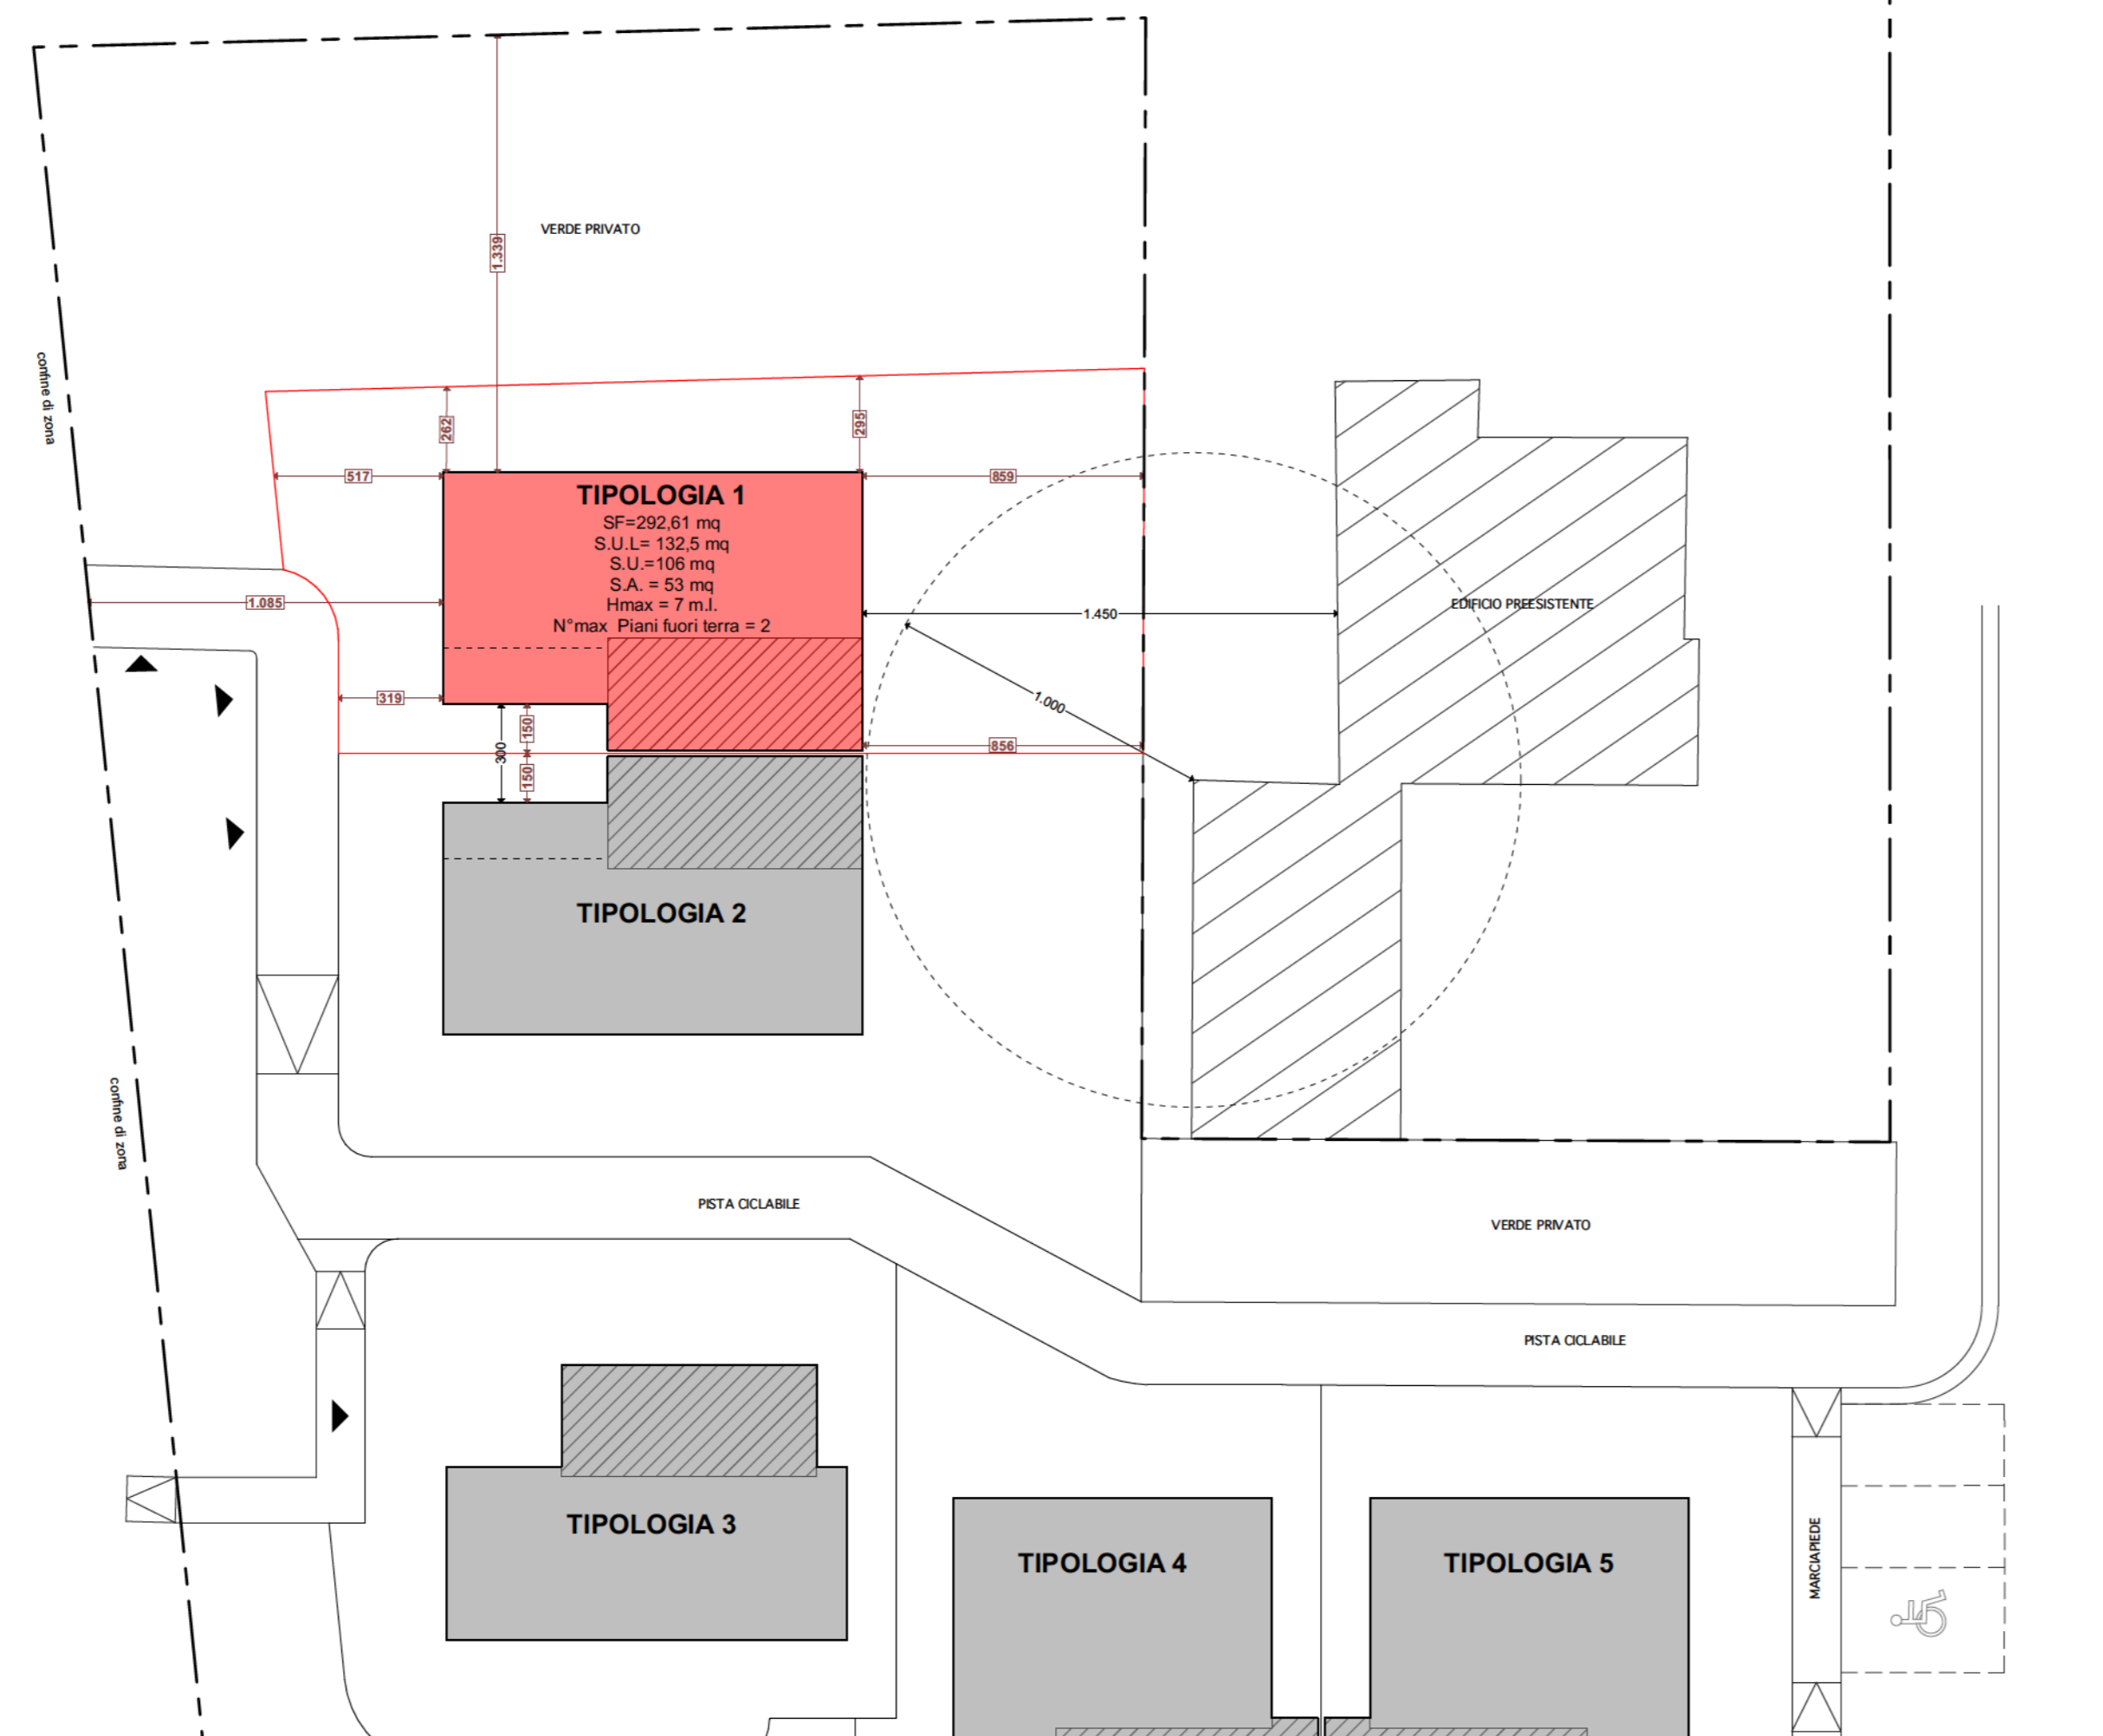 VERDE PRIVATO
1.339
confine di zona
262
295
517
859
TIPOLOGIA 1
SF=292,61 mq
S.U.L= 132,5 mq
S.U.=106 mq
S.A. = 53 mq
Hmax = 7 m.l.
N°max Piani fuori terra = 2
1.085
1.450
EDIFICIO PREESISTENTE
319
1.000
150
300
856
150
TIPOLOGIA 2
confine di zona
PISTA CICLABILE
VERDE PRIVATO
PISTA CICLABILE
TIPOLOGIA 3
TIPOLOGIA 4
TIPOLOGIA 5
MARCIAPIEDE